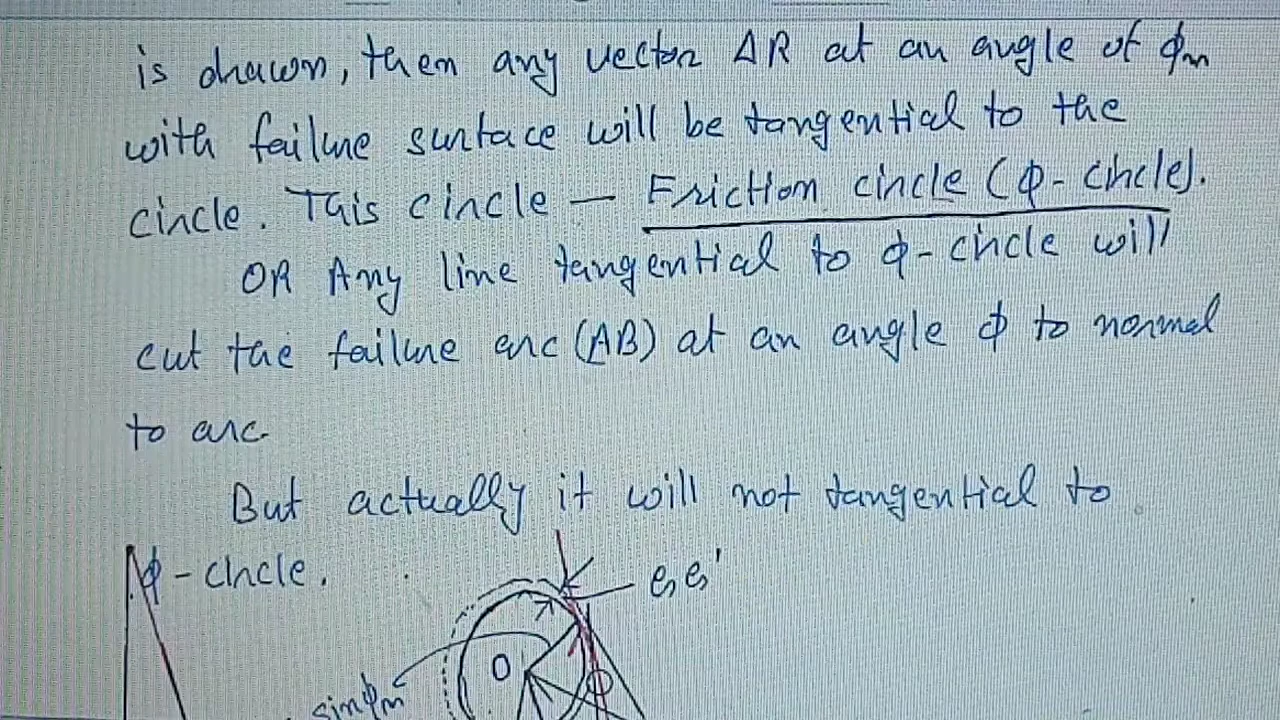 is drawn, then any vector ΔR at an angle of ϕm
with failure surface will be tangential to the
circle. This circle — Friction circle (ϕ-circle).
OR Any line tangential to ϕ-circle will
cut the failure arc (AB) at an angle ϕ to normal
to arc.
But actually it will not tangential to
ϕ-circle.
O
sinϕm